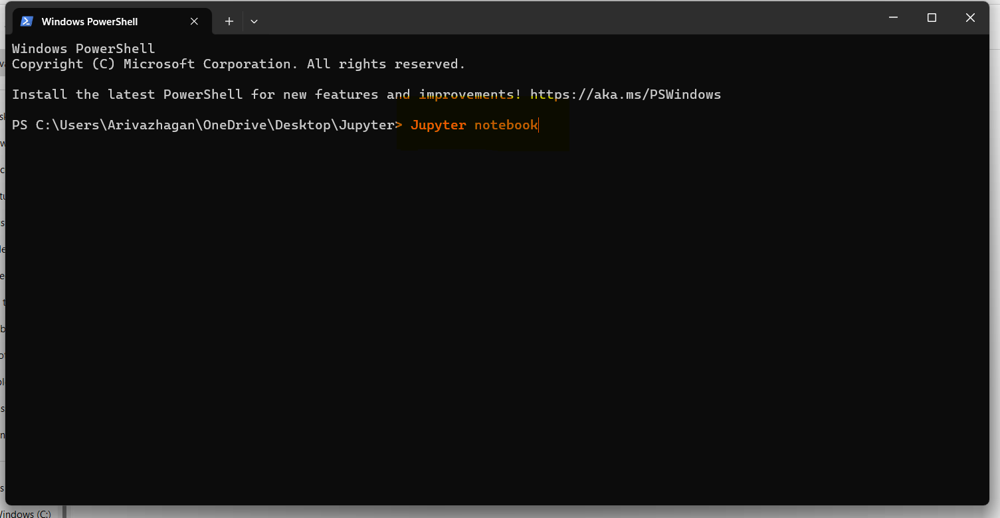 Windows PowerShell
Windows PowerShell
Copyright (C) Microsoft Corporation. All rights reserved.
Install the latest PowerShell for new features and improvements! https://aka.ms/PSWindows
PS C:\Users\Arivazhagan\OneDrive\Desktop\Jupyter> Jupyter notebook
Windows (C:)